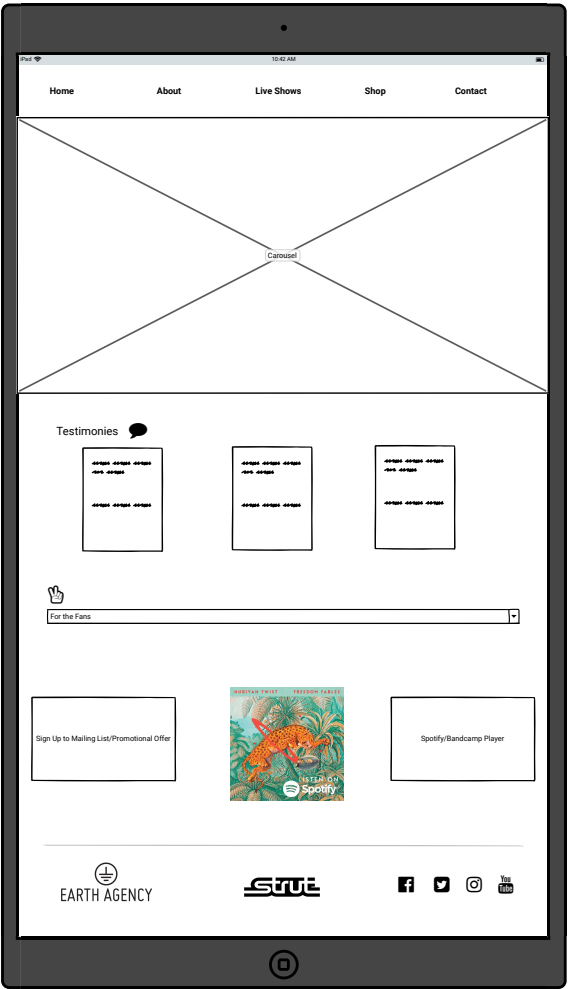 iPad
10:42 AM
Home About Live Shows Shop Contact
Carousel
Testimonies
For the Fans
Sign Up to Mailing List/Promotional Offer
NUBIYAN TWIST FREEDOM FABLES
LISTEN ON
Spotify
Spotify/Bandcamp Player
EARTH AGENCY
Strut
You
Tube